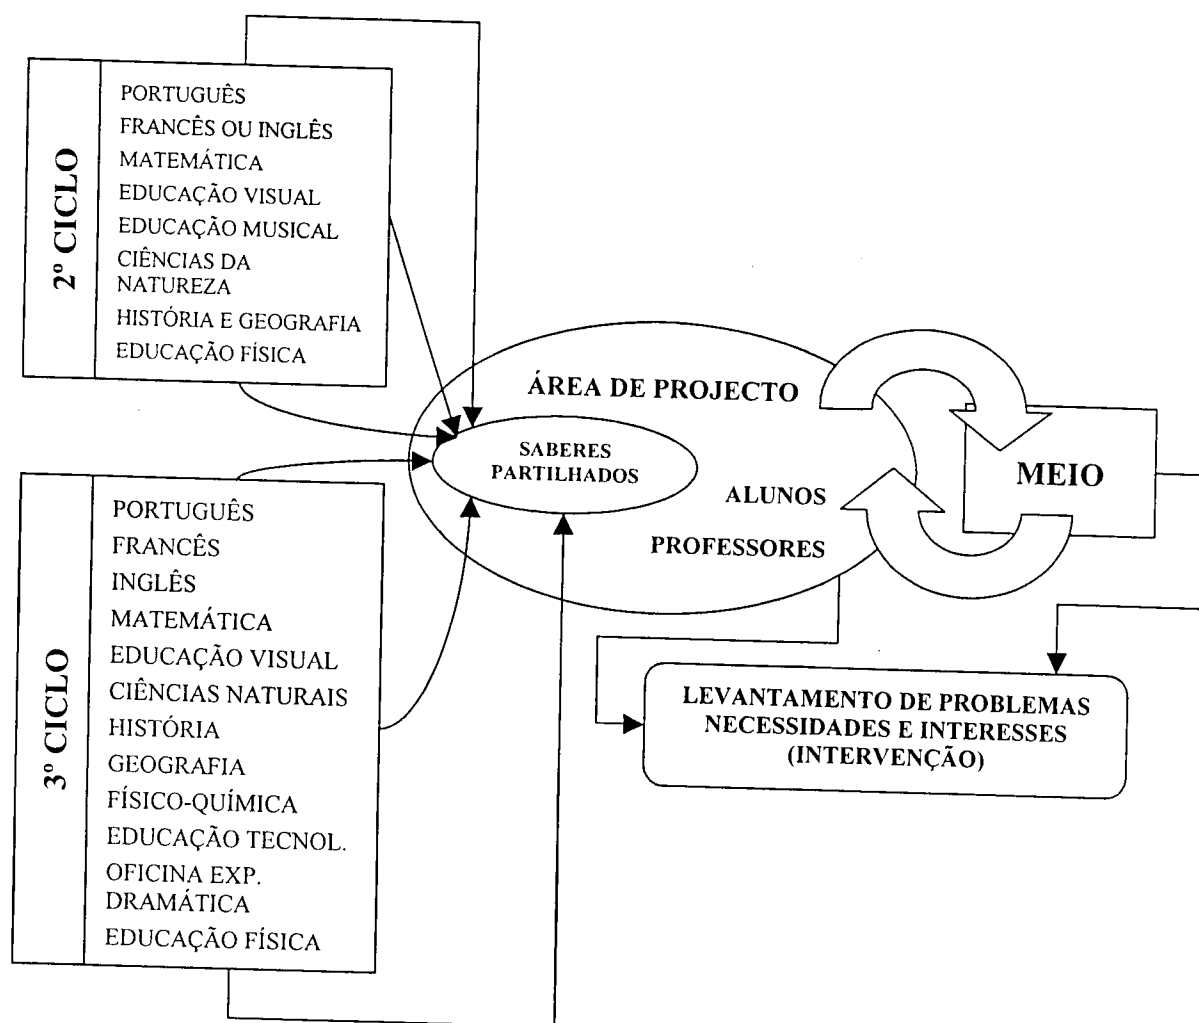 2º CICLO
PORTUGUÊS
FRANCÊS OU INGLÊS
MATEMÁTICA
EDUCAÇÃO VISUAL
EDUCAÇÃO MUSICAL
CIÊNCIAS DA
NATUREZA
HISTÓRIA E GEOGRAFIA
EDUCAÇÃO FÍSICA
ÁREA DE PROJECTO
SABERES
PARTILHADOS
ALUNOS
PROFESSORES
MEIO
3º CICLO
PORTUGUÊS
FRANCÊS
INGLÊS
MATEMÁTICA
EDUCAÇÃO VISUAL
CIÊNCIAS NATURAIS
HISTÓRIA
GEOGRAFIA
FÍSICO-QUÍMICA
EDUCAÇÃO TECNOL.
OFICINA EXP.
DRAMÁTICA
EDUCAÇÃO FÍSICA
LEVANTAMENTO DE PROBLEMAS
NECESSIDADES E INTERESSES
(INTERVENÇÃO)